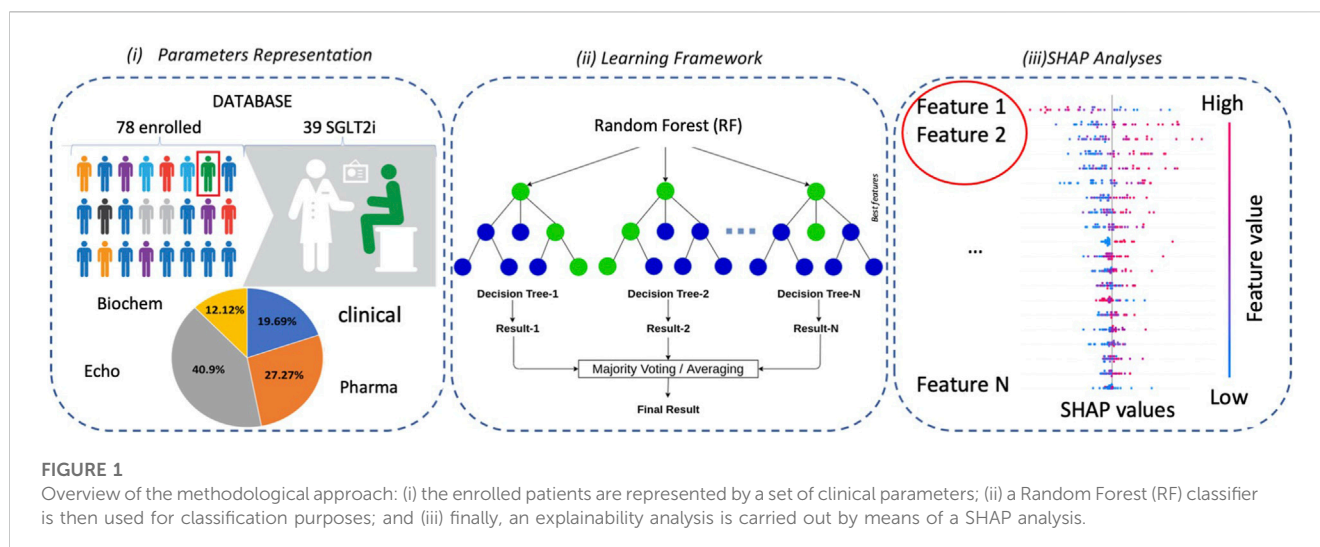 (i) Parameters Representation
DATABASE
78 enrolled
39 SGLT2i
Biochem
12.12%
19.69%
clinical
Echo
40.9%
27.27%
Pharma
(ii) Learning Framework
Random Forest (RF)
Best features
Decision Tree-1
Decision Tree-2
Decision Tree-N
Result-1
Result-2
Result-N
Majority Voting / Averaging
Final Result
(iii)SHAP Analyses
Feature 1
Feature 2
...
Feature N
High
Feature value
Low
SHAP values
FIGURE 1
Overview of the methodological approach: (i) the enrolled patients are represented by a set of clinical parameters; (ii) a Random Forest (RF) classifier
is then used for classification purposes; and (iii) finally, an explainability analysis is carried out by means of a SHAP analysis.